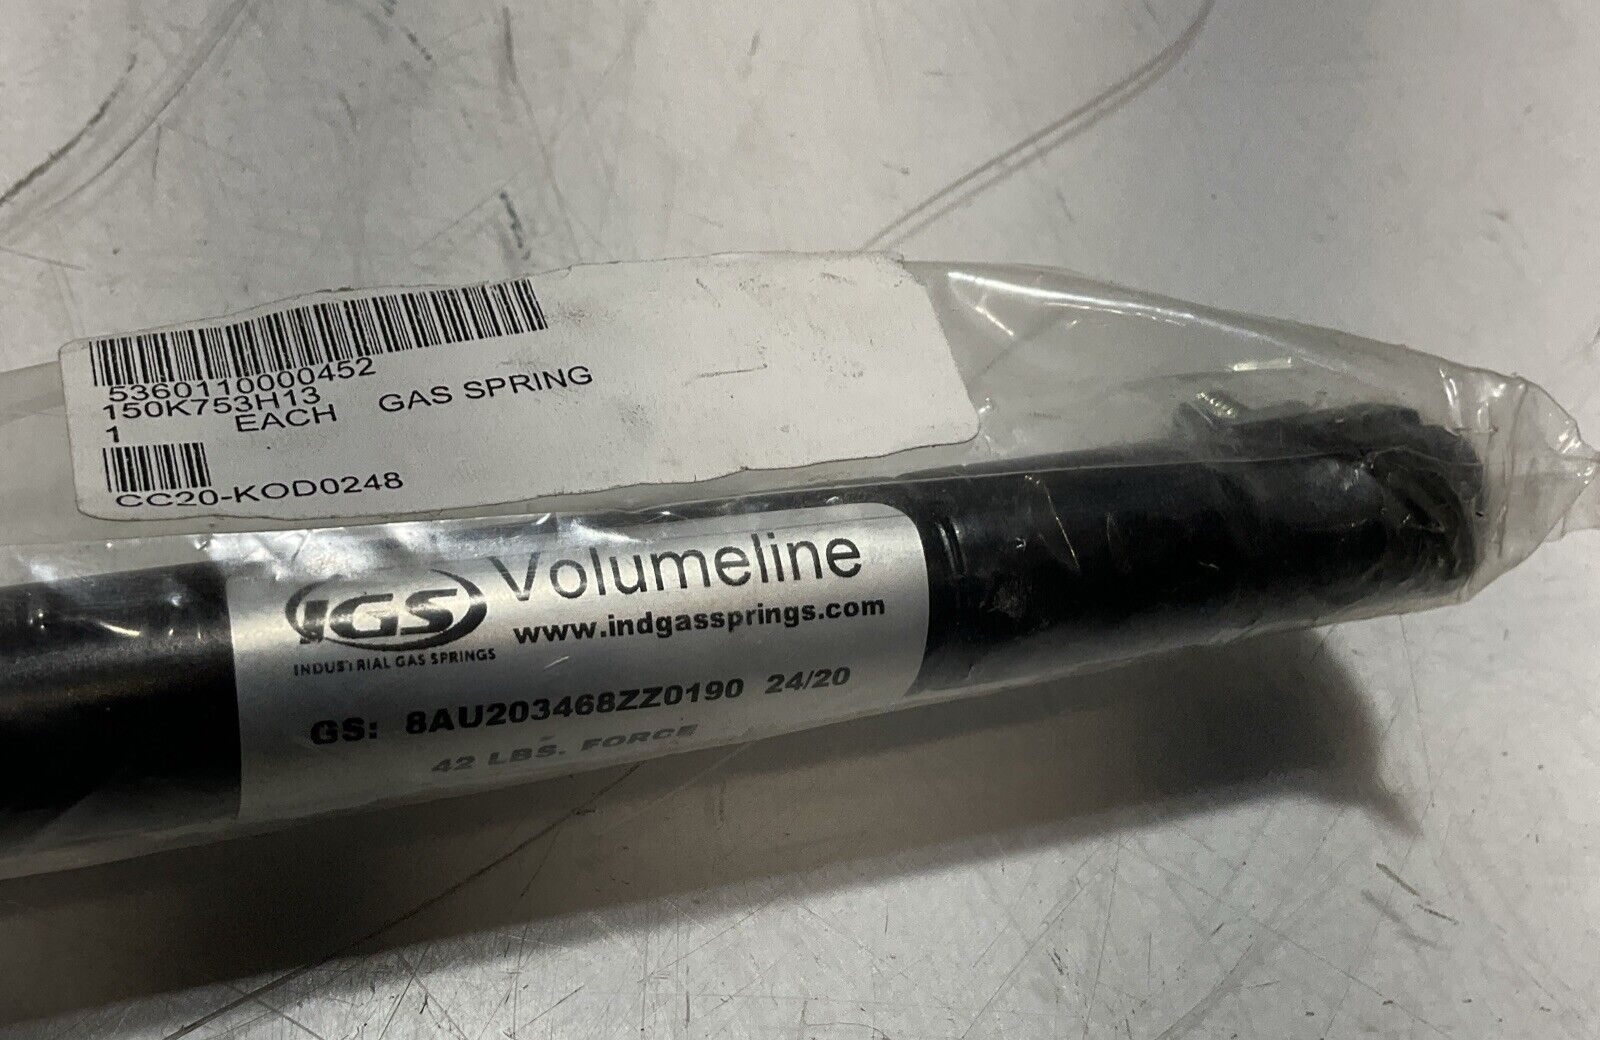 5360110000452
150K753H13
1 EACH GAS SPRING
CC20-KOD0248
IGS Volumeline
www.indgassprings.com
INDUSTRIAL GAS SPRINGS
GS: 8AU203468ZZ0190 24/20
42 LBS. FORCE